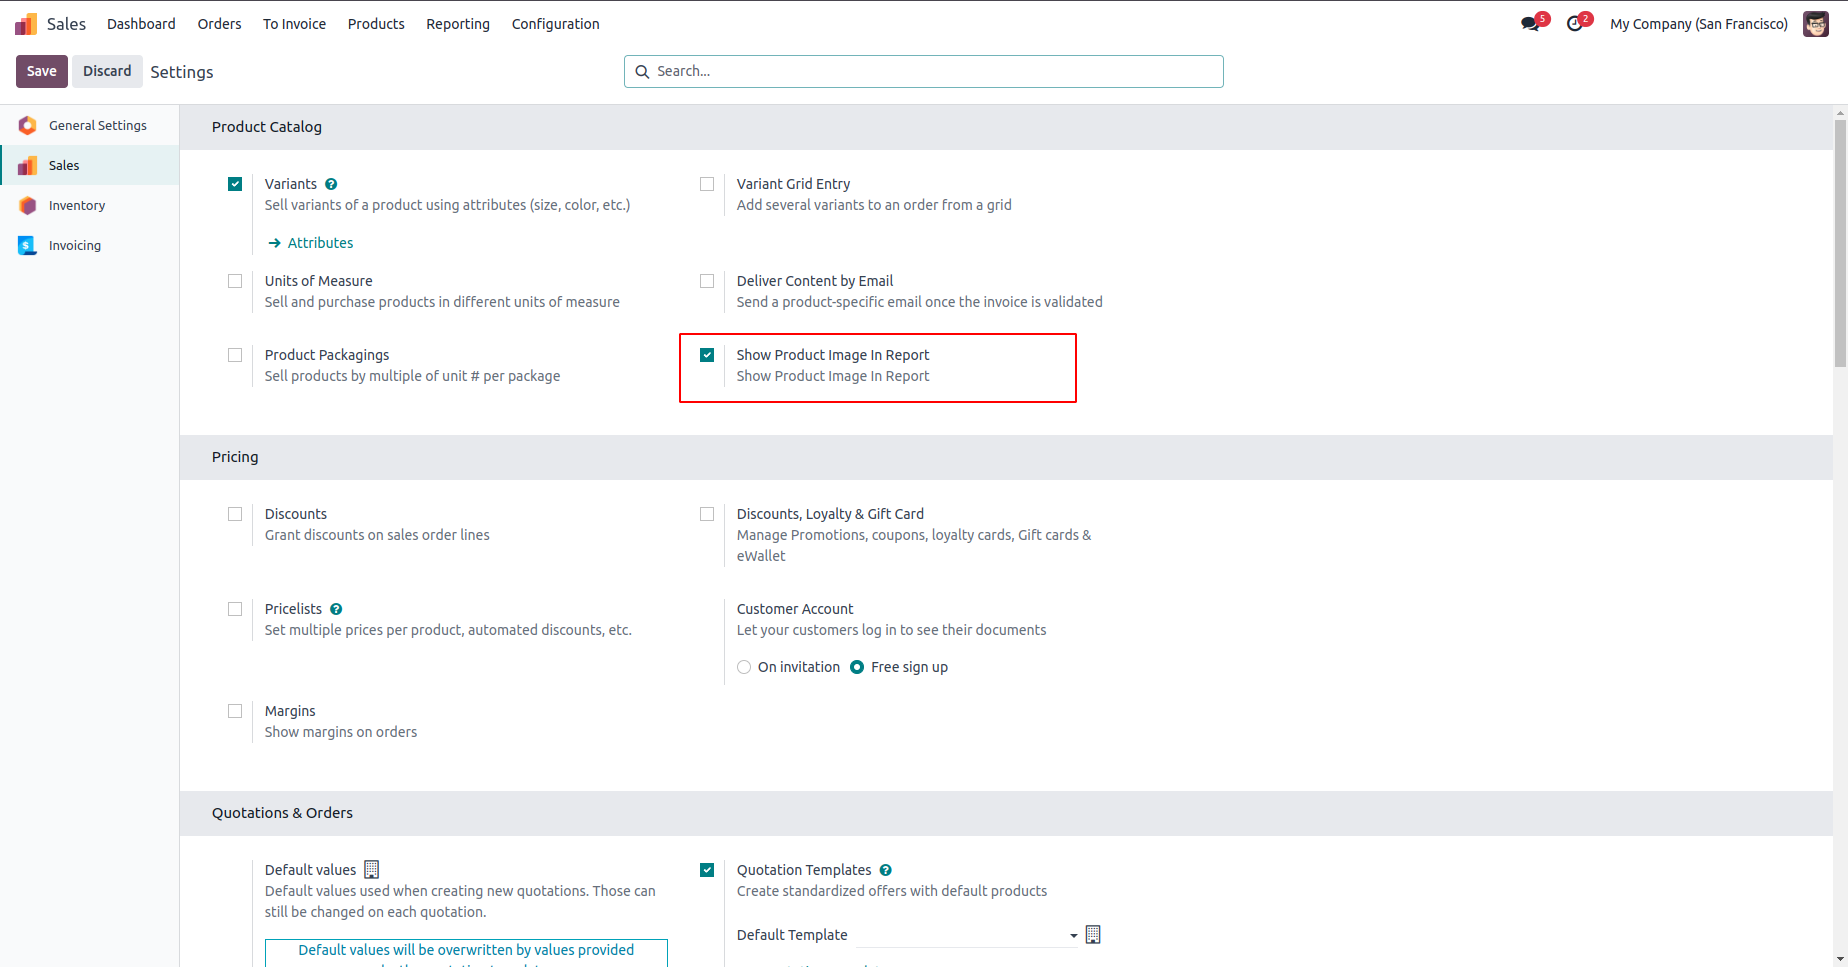 Sales Dashboard Orders To Invoice Products Reporting Configuration 5 2 My Company (San Francisco)
Save Discard Settings Search...
General Settings
Sales
Inventory
Invoicing
Product Catalog
Variants
Sell variants of a product using attributes (size, color, etc.)
Attributes
Variant Grid Entry
Add several variants to an order from a grid
Units of Measure
Sell and purchase products in different units of measure
Deliver Content by Email
Send a product-specific email once the invoice is validated
Product Packagings
Sell products by multiple of unit # per package
Show Product Image In Report
Show Product Image In Report
Pricing
Discounts
Grant discounts on sales order lines
Discounts, Loyalty & Gift Card
Manage Promotions, coupons, loyalty cards, Gift cards &
eWallet
Pricelists
Set multiple prices per product, automated discounts, etc.
Customer Account
Let your customers log in to see their documents
On invitation Free sign up
Margins
Show margins on orders
Quotations & Orders
Default values
Default values used when creating new quotations. Those can
still be changed on each quotation.
Default values will be overwritten by values provided
Quotation Templates
Create standardized offers with default products
Default Template